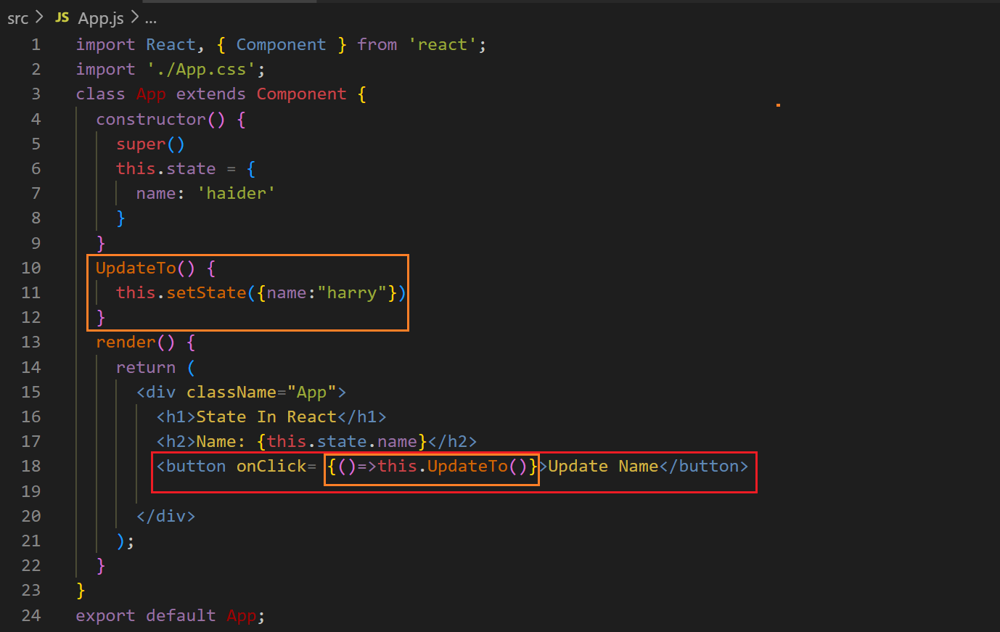 src > JS App.js > ...
1 import React, { Component } from 'react';
2 import './App.css';
3 class App extends Component {
4 constructor() {
5 super()
6 this.state = {
7 name: 'haider'
8 }
9 }
10 UpdateTo() {
11 this.setState({name:"harry"})
12 }
13 render() {
14 return (
15 <div className="App">
16 <h1>State In React</h1>
17 <h2>Name: {this.state.name}</h2>
18 <button onClick= {()=>this.UpdateTo()}>Update Name</button>
19
20 </div>
21 );
22 }
23 }
24 export default App;